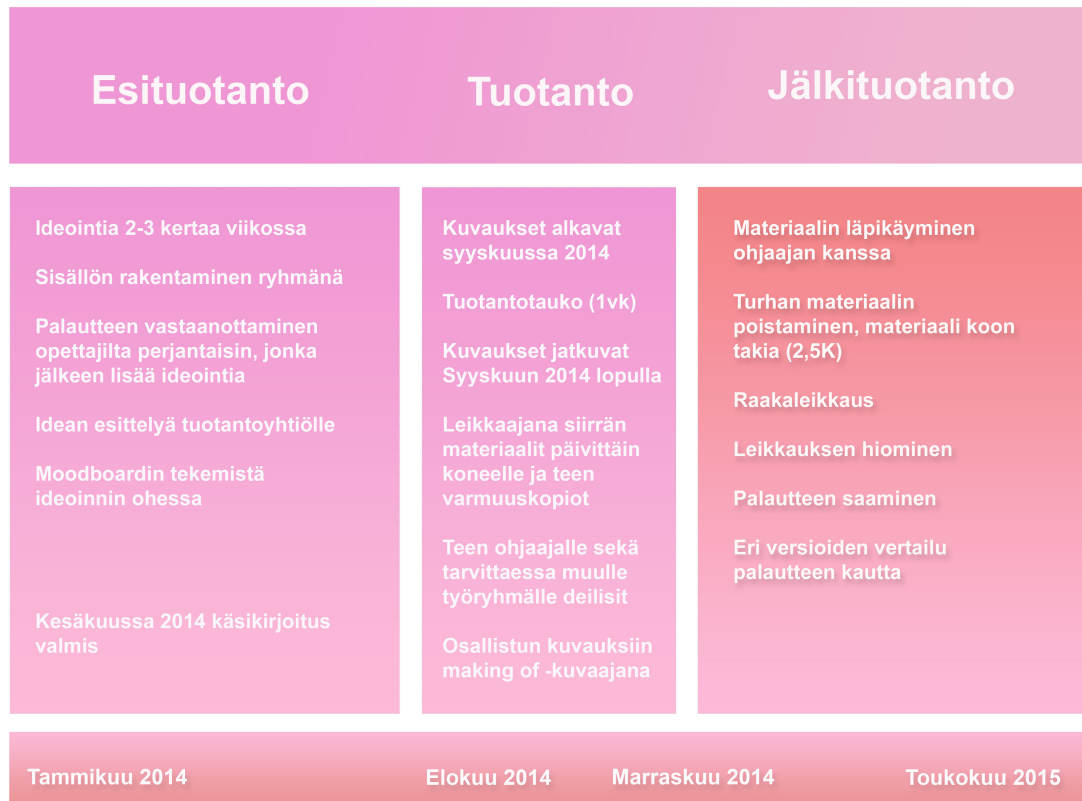 Esituotanto
Tuotanto
Jälkituotanto
Ideointia 2-3 kertaa viikossa
Sisällön rakentaminen ryhmänä
Palautteen vastaanottaminen
opettajilta perjantaisin, jonka
jälkeen lisää ideointia
Idean esittelyä tuotantoyhtiölle
Moodboardin tekemistä
ideoinnin ohessa
Kesäkuussa 2014 käsikirjoitus
valmis
Kuvaukset alkavat
syyskuussa 2014
Tuotantotauko (1vk)
Kuvaukset jatkuvat
Syyskuun 2014 lopulla
Leikkaajana siirrän
materiaalit päivittäin
koneelle ja teen
varmuuskopiot
Teen ohjaajalle sekä
tarvittaessa muulle
työryhmälle deilisit
Osallistun kuvauksiin
making of -kuvaajana
Materiaalin läpikäyminen
ohjaajan kanssa
Turhan materiaalin
poistaminen, materiaali koon
takia (2,5K)
Raakaleikkaus
Leikkauksen hiominen
Palautteen saaminen
Eri versioiden vertailu
palautteen kautta
Tammikuu 2014
Elokuu 2014
Marraskuu 2014
Toukokuu 2015